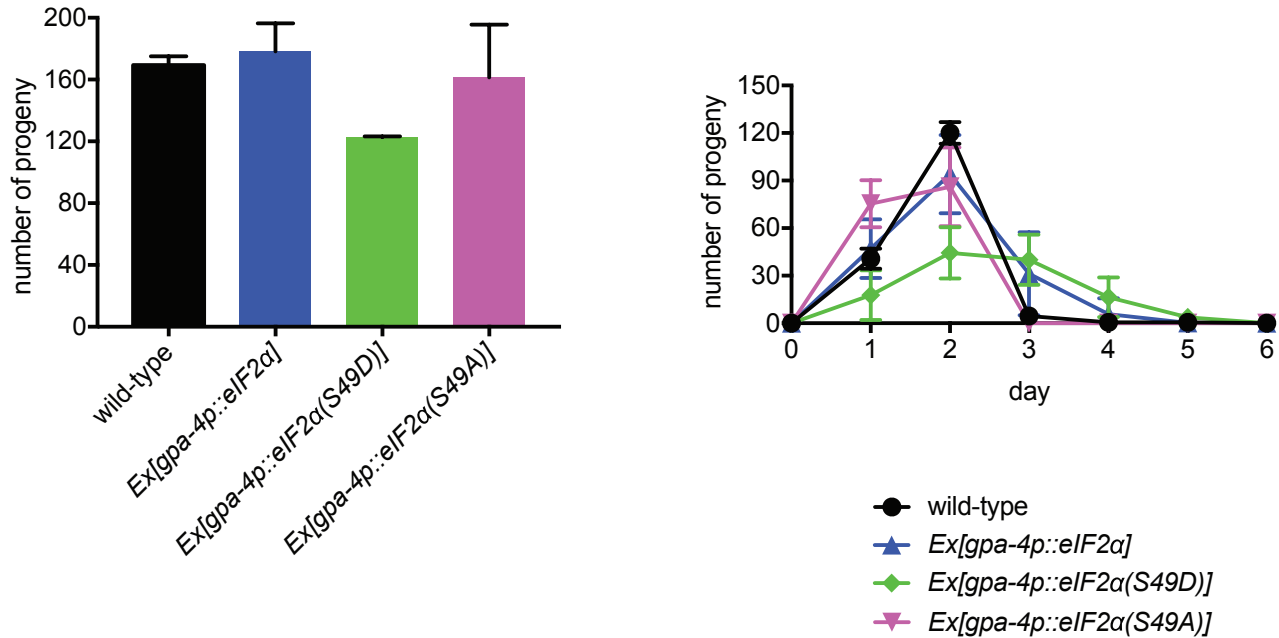 number of progeny
200
160
120
80
40
0
wild-type
Ex[gpa-4p::eIF2α]
Ex[gpa-4p::eIF2α(S49D)]
Ex[gpa-4p::eIF2α(S49A)]
number of progeny
150
120
90
60
30
0
0 1 2 3 4 5 6
day
wild-type
Ex[gpa-4p::eIF2α]
Ex[gpa-4p::eIF2α(S49D)]
Ex[gpa-4p::eIF2α(S49A)]